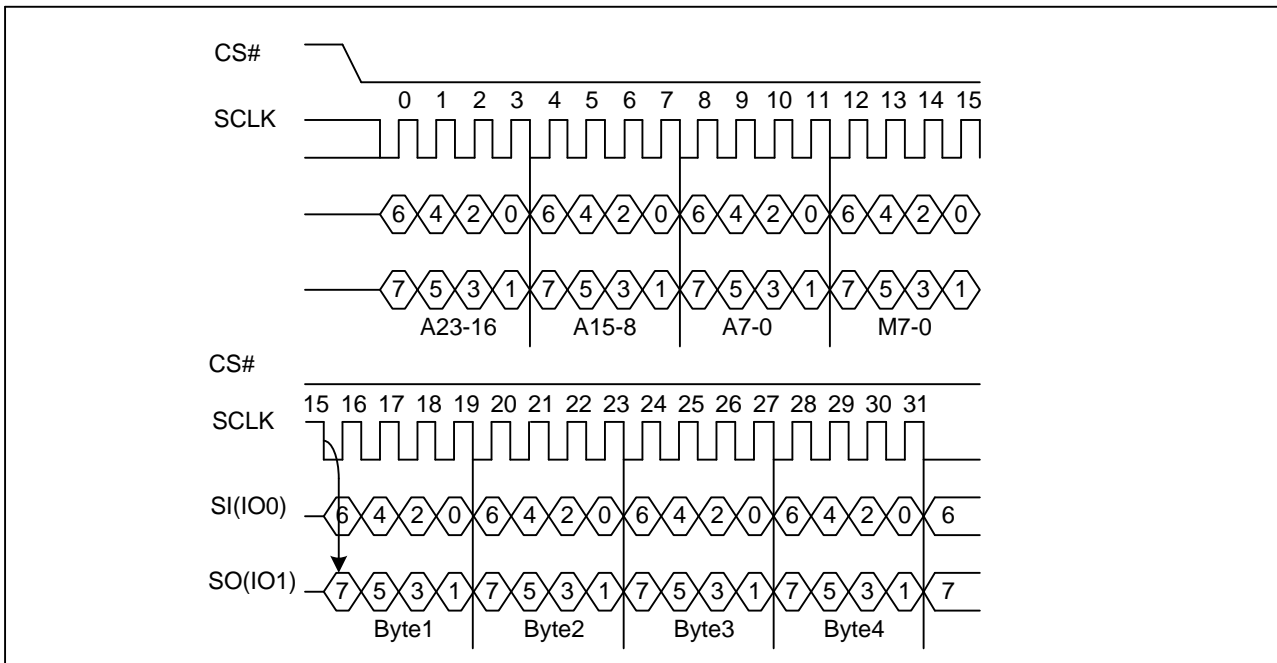 CS#
0 1 2 3 4 5 6 7 8 9 10 11 12 13 14 15
SCLK
6 4 2 0 6 4 2 0 6 4 2 0 6 4 2 0
7 5 3 1 7 5 3 1 7 5 3 1 7 5 3 1
A23-16 A15-8 A7-0 M7-0
CS#
15 16 17 18 19 20 21 22 23 24 25 26 27 28 29 30 31
SCLK
SI(IO0) 6 4 2 0 6 4 2 0 6 4 2 0 6 4 2 0 6
SO(IO1) 7 5 3 1 7 5 3 1 7 5 3 1 7 5 3 1 7
Byte1 Byte2 Byte3 Byte4